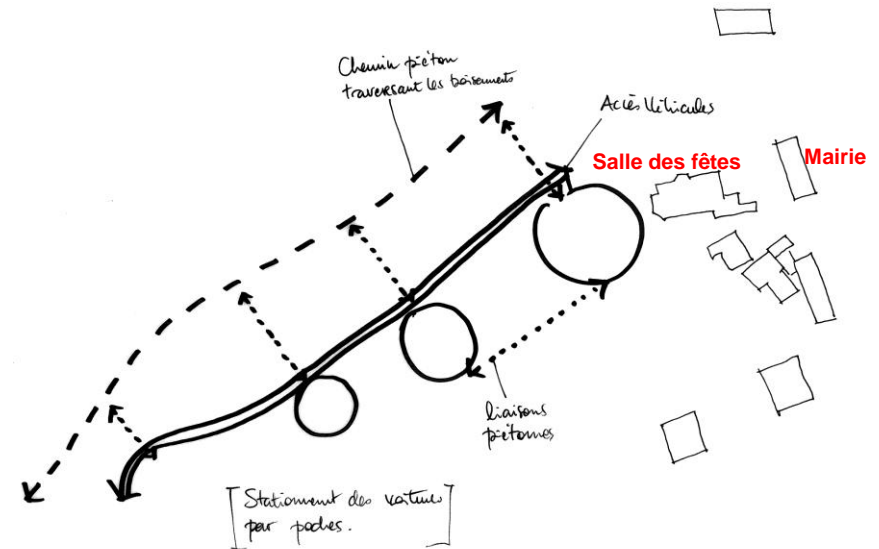 Chemin piéton
traversant les boisements
Accès Véhicules
Salle des fêtes
Mairie
liaisons
piétonnes
Stationnement des voitures
par poches.